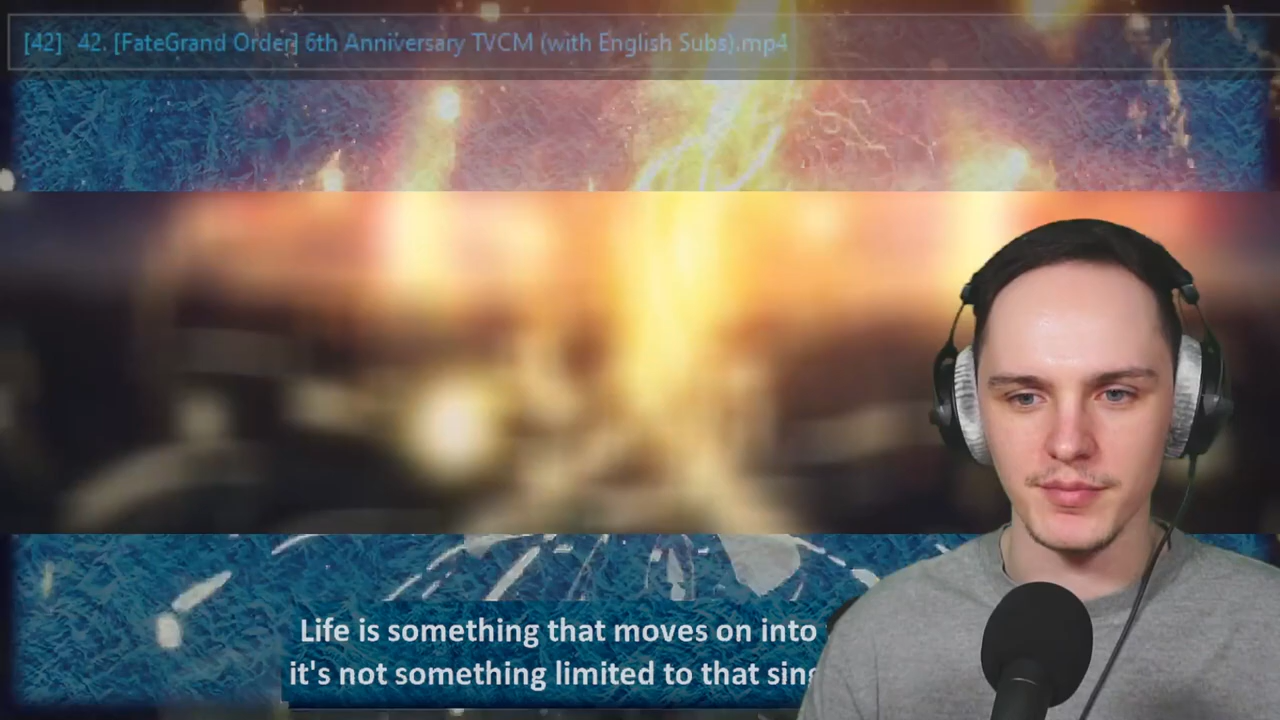 [42] 42. [FateGrand Order] 6th Anniversary TVCM (with English Subs).mp4
Life is something that moves on into
it's not something limited to that